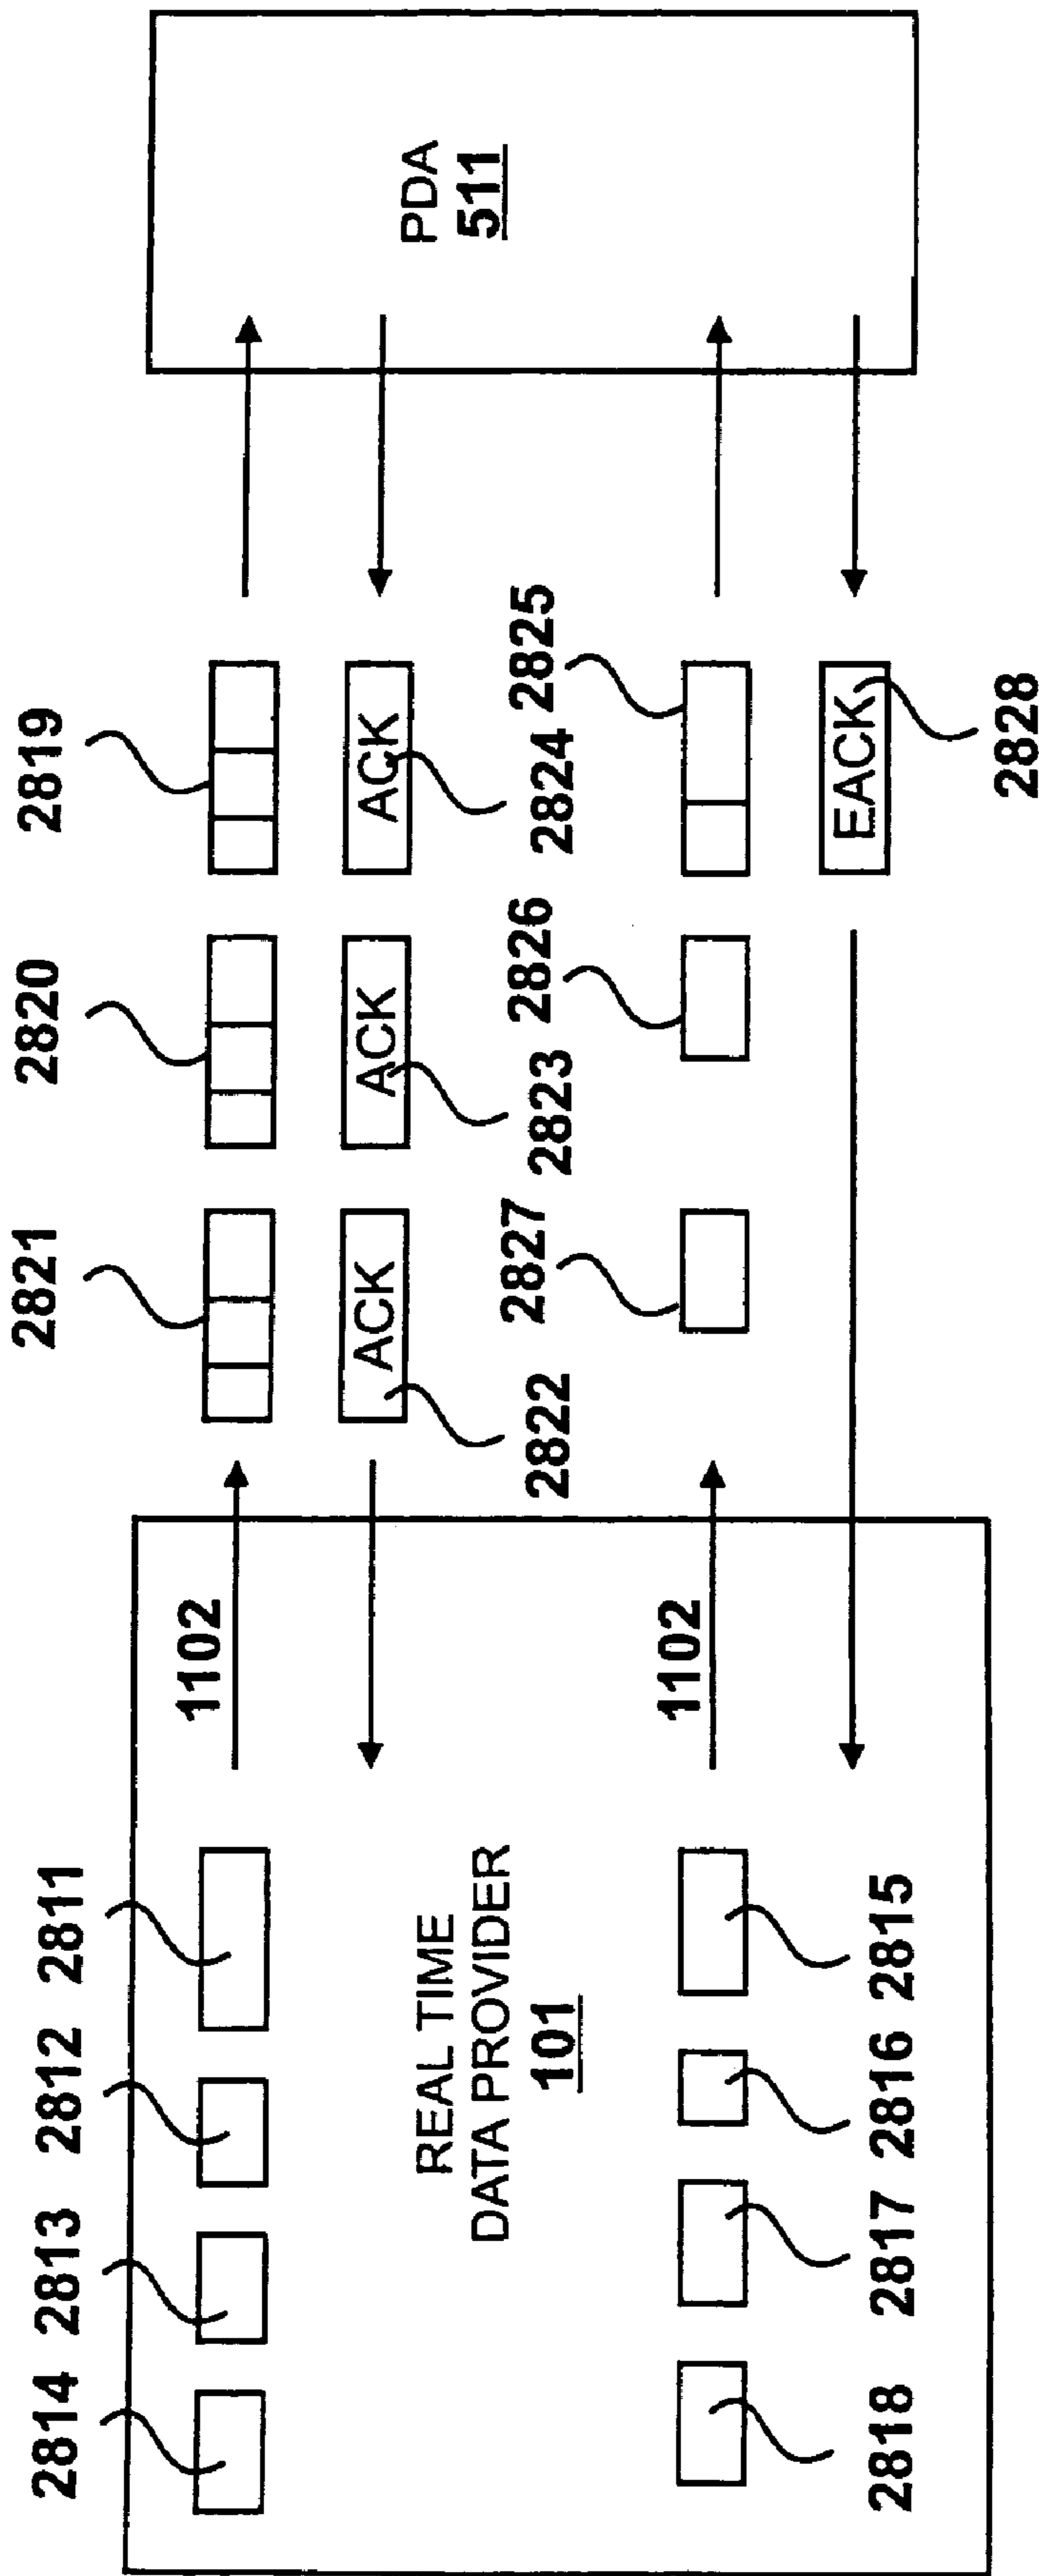 2821 2820 2819
2814 2813 2812 2811
1102
PDA
511
ACK ACK ACK
2822 2823 2824
REAL TIME
DATA PROVIDER
101
2827 2826 2825
1102
EACK
2818 2817 2816 2815
2828